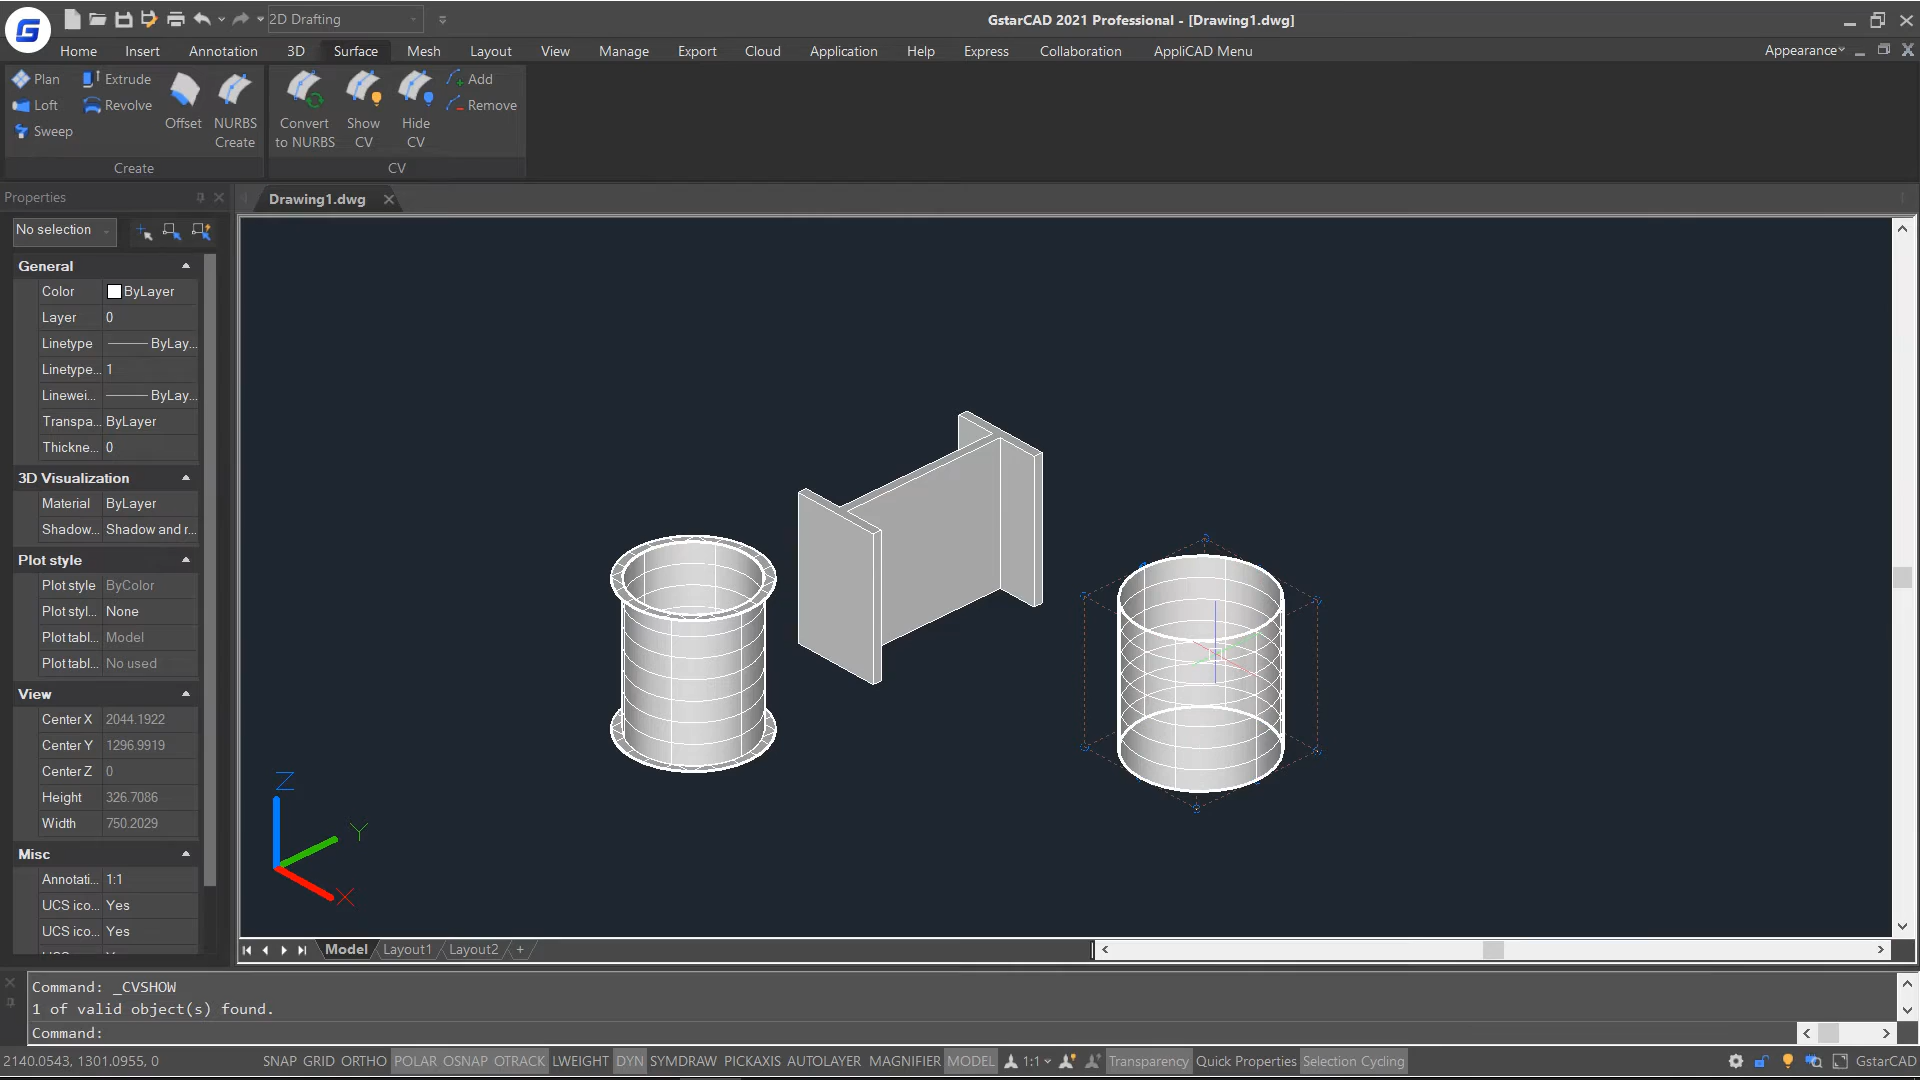 2D Drafting
GstarCAD 2021 Professional - [Drawing1.dwg]
Home Insert Annotation 3D Surface Mesh Layout View Manage Export Cloud Application Help Express Collaboration AppliCAD Menu Appearance
Plan Extrude
Loft Revolve
Sweep
Offset
NURBS Create
Convert to NURBS
Show CV
Hide CV
Add
Remove
Create
CV
Properties
Drawing1.dwg
No selection
General
Color ByLayer
Layer 0
Linetype ByLay...
Linetype... 1
Linewei... ByLay...
Transpa... ByLayer
Thickne... 0
3D Visualization
Material ByLayer
Shadow... Shadow and r...
Plot style
Plot style ByColor
Plot styl... None
Plot tabl... Model
Plot tabl... No used
View
Center X 2044.1922
Center Y 1296.9919
Center Z 0
Height 326.7086
Width 750.2029
Misc
Annotati... 1:1
UCS ico... Yes
UCS ico... Yes
Z
Y
X
Model Layout1 Layout2 +
Command: _CVSHOW
1 of valid object(s) found.
Command:
2140.0543, 1301.0955, 0 SNAP GRID ORTHO POLAR OSNAP OTRACK LWEIGHT DYN SYMDRAW PICKAXIS AUTOLAYER MAGNIFIER MODEL 1:1 Transparency Quick Properties Selection Cycling GstarCAD